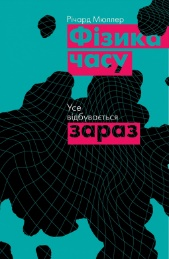 Річард Мюллер
Фізика
часу
Усе
відбувається
зараз